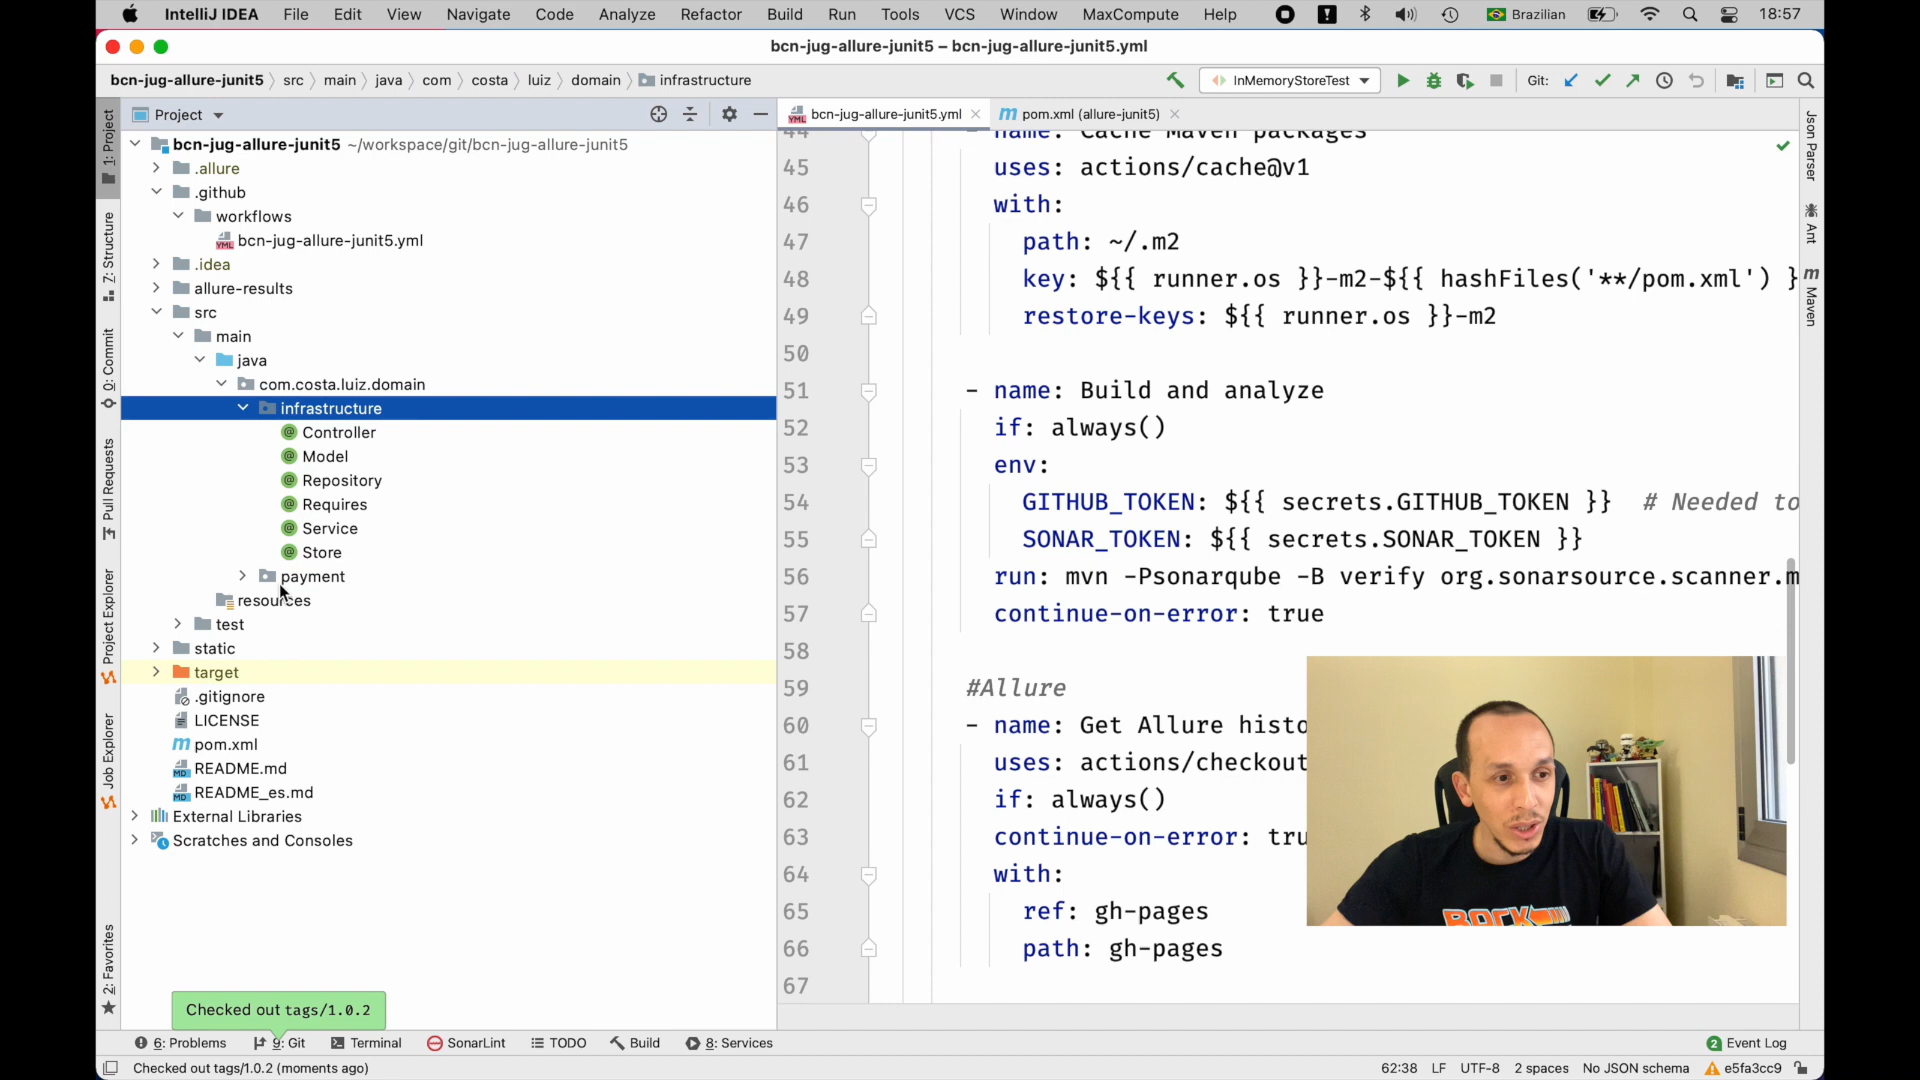 IntelliJ IDEA File Edit View Navigate Code Analyze Refactor Build Run Tools VCS Window MaxCompute Help Brazilian 18:57
bcn-jug-allure-junit5 – bcn-jug-allure-junit5.yml
bcn-jug-allure-junit5 src main java com costa luiz domain infrastructure InMemoryStoreTest Git:
Project
bcn-jug-allure-junit5.yml pom.xml (allure-junit5)
1: Project
Z: Structure
0: Commit
Pull Requests
Project Explorer
Job Explorer
2: Favorites
bcn-jug-allure-junit5 ~/workspace/git/bcn-jug-allure-junit5
.allure
.github
workflows
YML bcn-jug-allure-junit5.yml
.idea
allure-results
src
main
java
com.costa.luiz.domain
infrastructure
Controller
Model
Repository
Requires
Service
Store
payment
resources
test
static
target
.gitignore
LICENSE
pom.xml
README.md
README_es.md
External Libraries
Scratches and Consoles
44 - name: Cache Maven packages
45 uses: actions/cache@v1
46 with:
47 path: ~/.m2
48 key: ${{ runner.os }}-m2-${{ hashFiles('**/pom.xml') }
49 restore-keys: ${{ runner.os }}-m2
50
51 - name: Build and analyze
52 if: always()
53 env:
54 GITHUB_TOKEN: ${{ secrets.GITHUB_TOKEN }} # Needed to
55 SONAR_TOKEN: ${{ secrets.SONAR_TOKEN }}
56 run: mvn -Psonarqube -B verify org.sonarsource.scanner.m
57 continue-on-error: true
58
59 #Allure
60 - name: Get Allure histo
61 uses: actions/checkout
62 if: always()
63 continue-on-error: tru
64 with:
65 ref: gh-pages
66 path: gh-pages
67
Json Parser
Ant
Maven
Checked out tags/1.0.2
6: Problems 9: Git Terminal SonarLint TODO Build 8: Services 2 Event Log
Checked out tags/1.0.2 (moments ago) 62:38 LF UTF-8 2 spaces No JSON schema e5fa3cc9